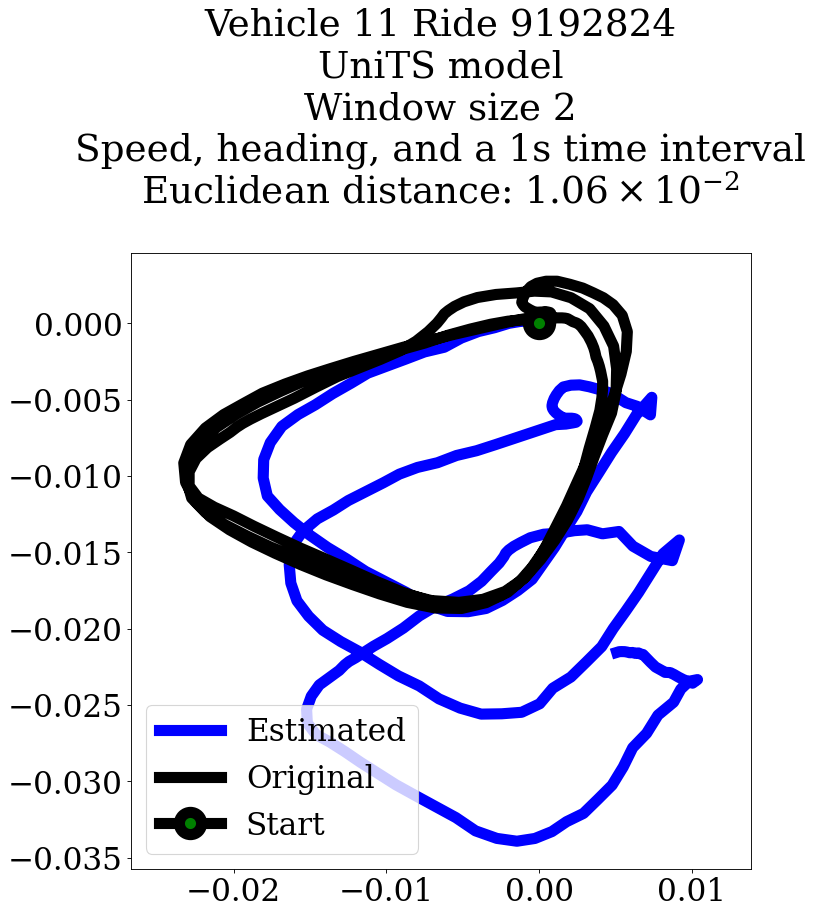 Vehicle 11 Ride 9192824
UniTS model
Window size 2
Speed, heading, and a 1s time interval
Euclidean distance: 1.06 × 10⁻²
0.000
−0.005
−0.010
−0.015
−0.020
−0.025
−0.030
−0.035
Estimated
Original
Start
−0.02
−0.01
0.00
0.01